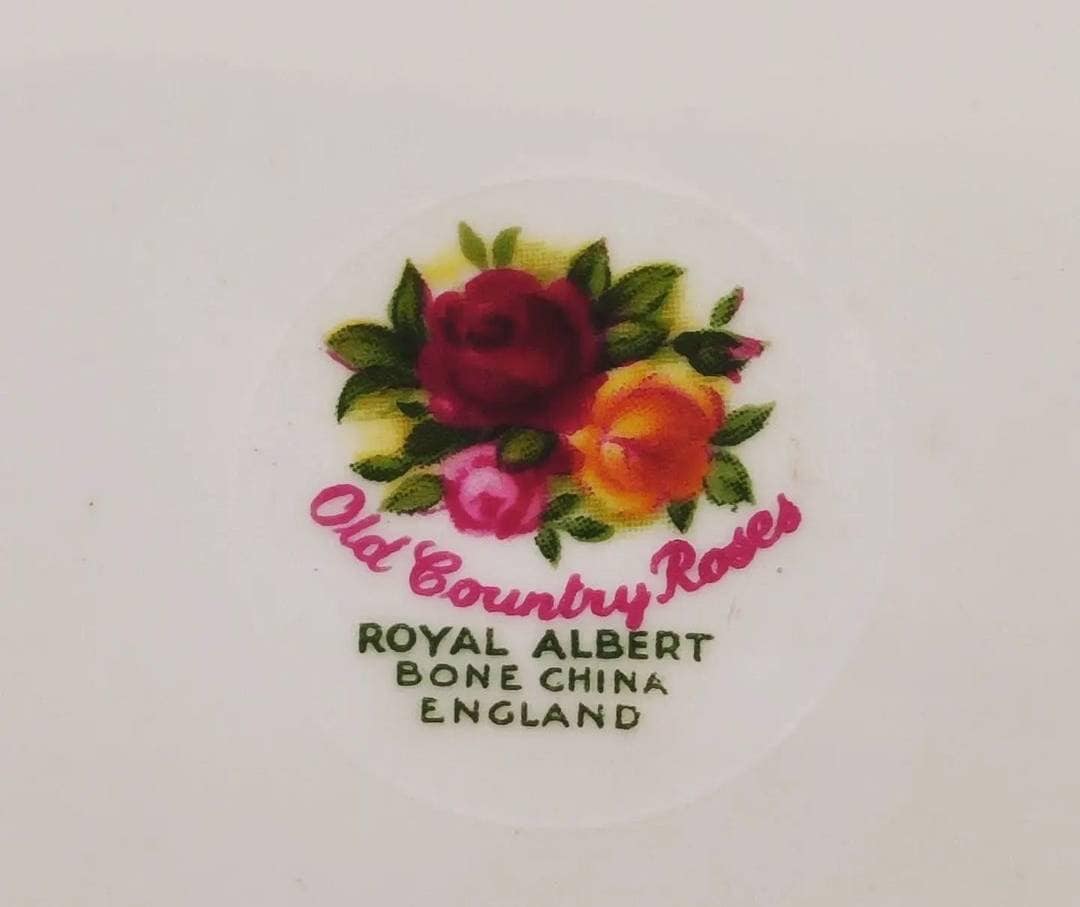 Old Country Roses
ROYAL ALBERT
BONE CHINA
ENGLAND